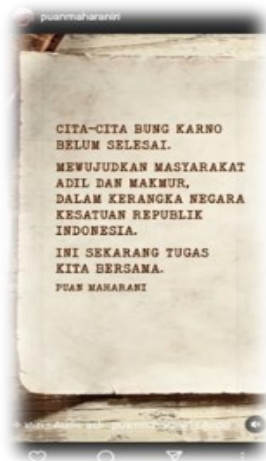 puanmaharaniri
CITA-CITA BUNG KARNO
BELUM SELESAI.
MEWUJUDKAN MASYARAKAT
ADIL DAN MAKMUR,
DALAM KERANGKA NEGARA
KESATUAN REPUBLIK
INDONESIA.
INI SEKARANG TUGAS
KITA BERSAMA.
PUAN MAHARANI